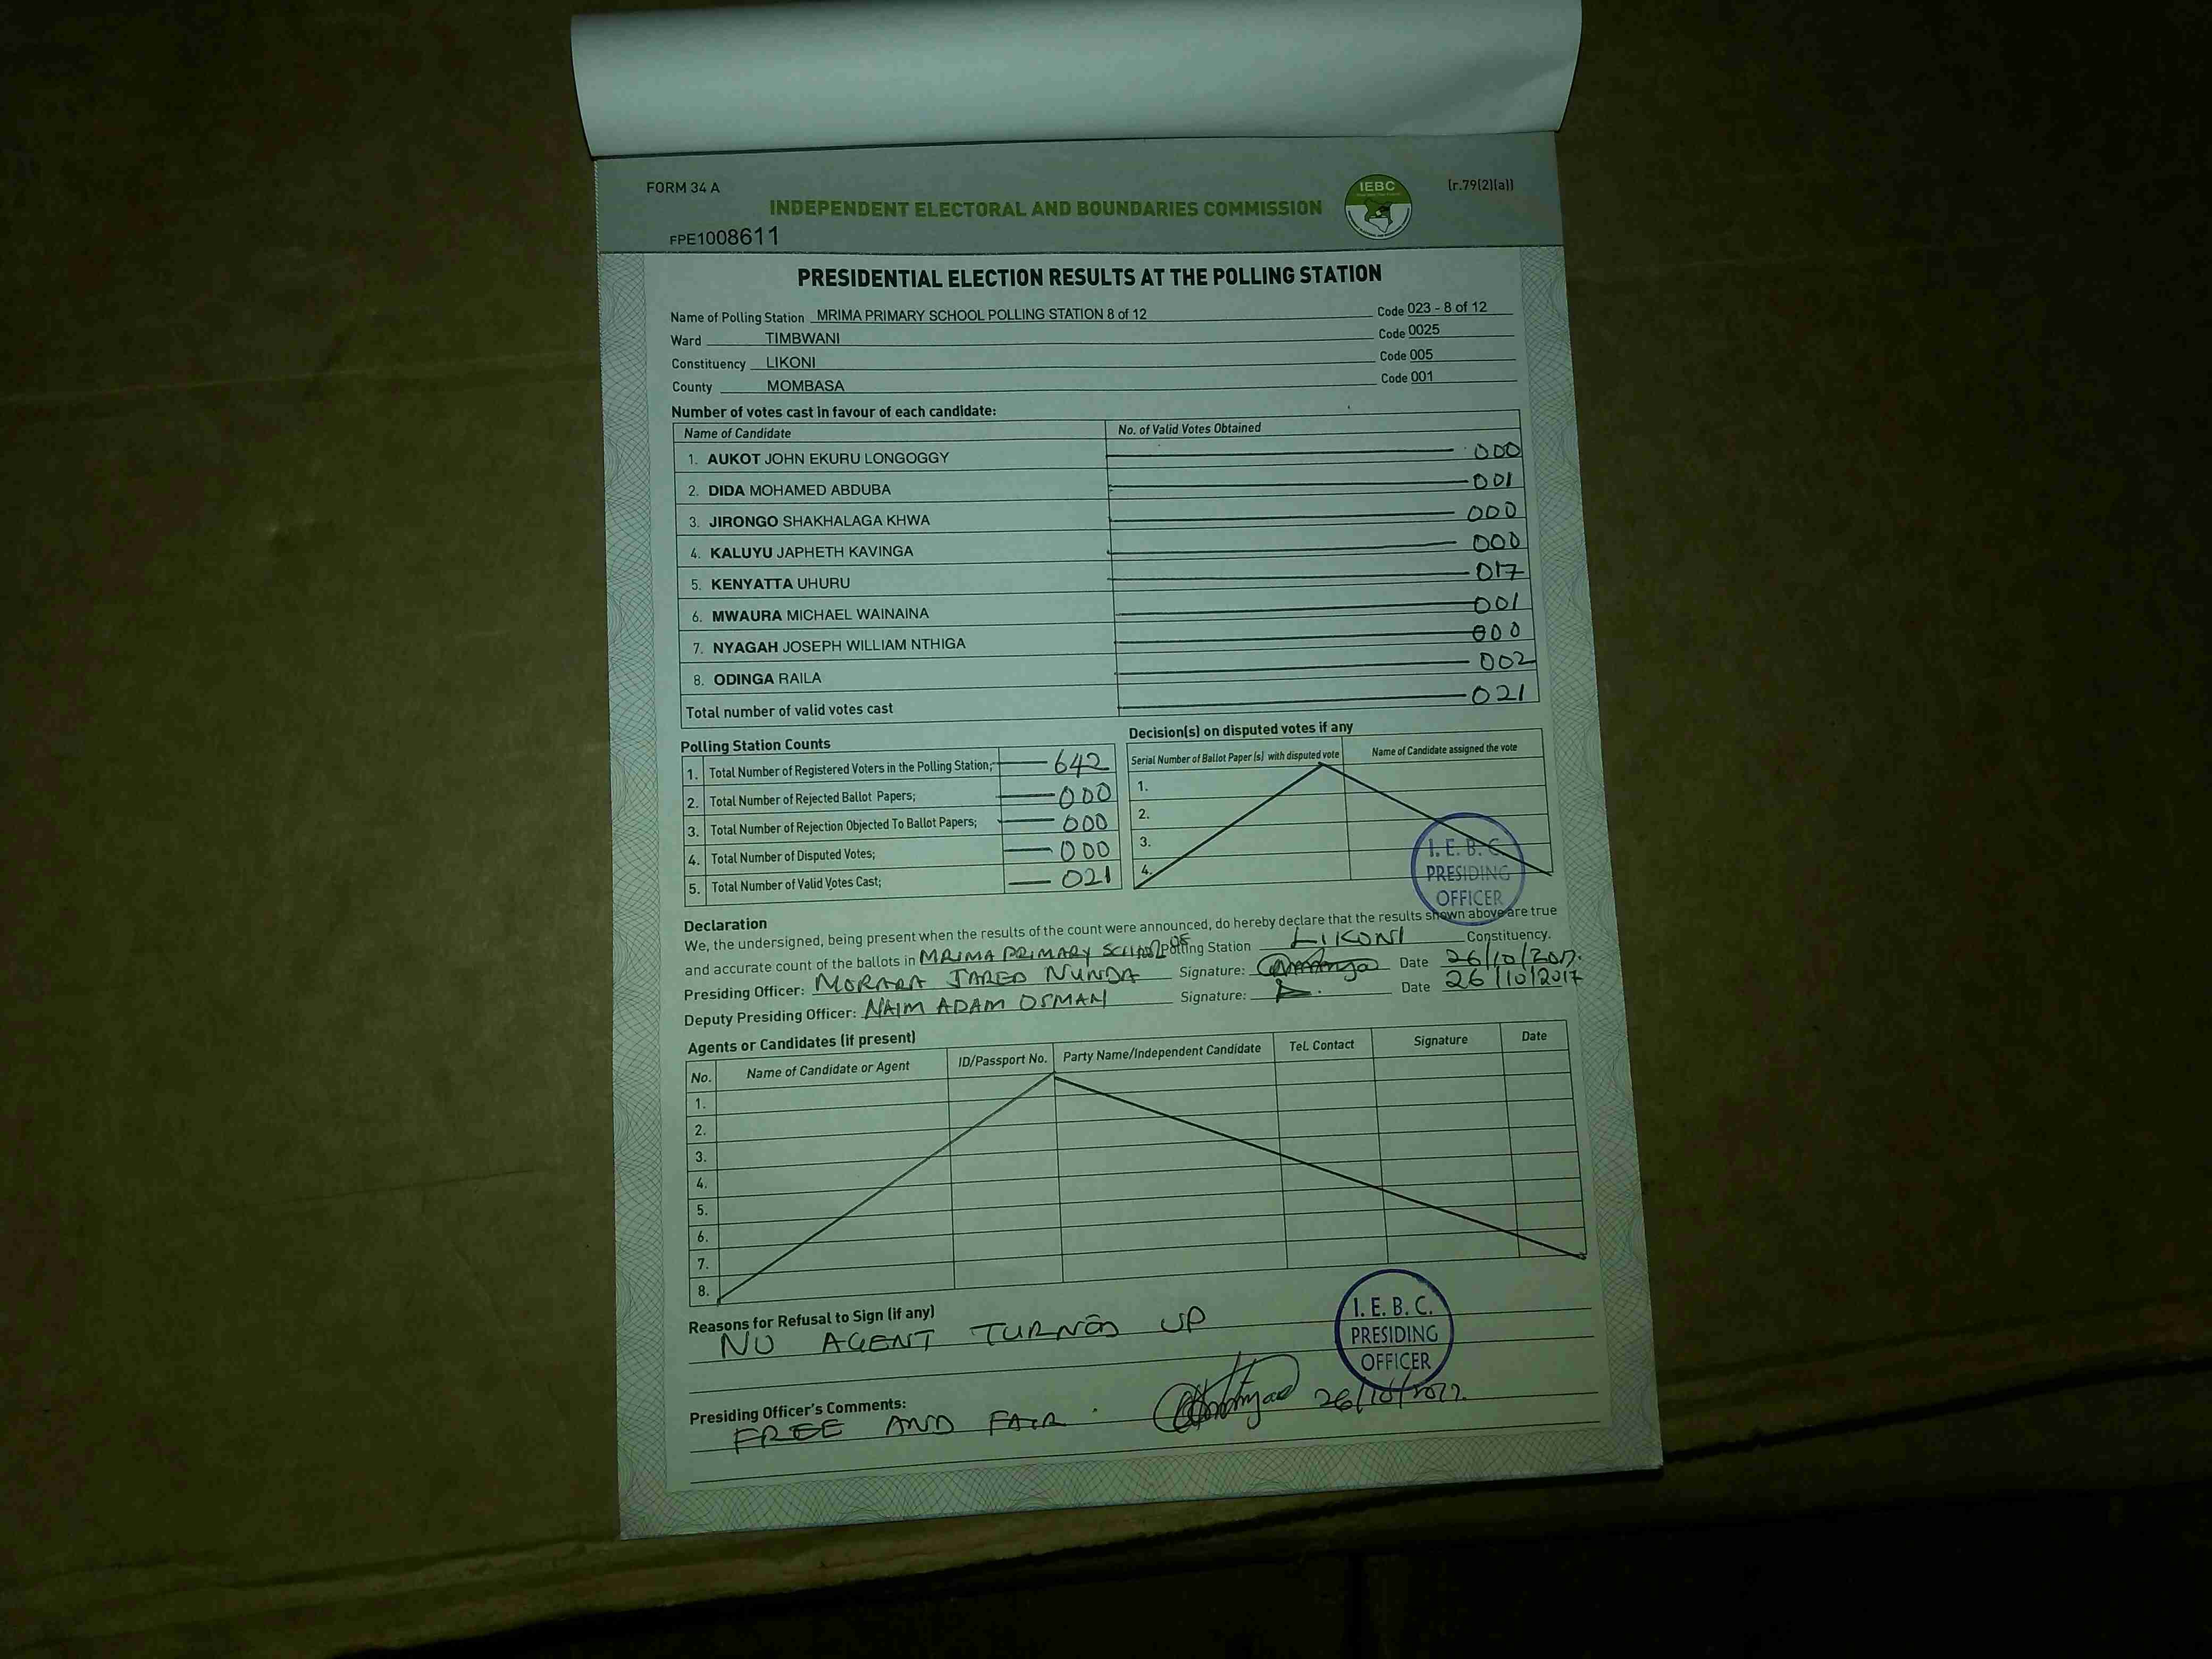 FORM 34 A
(r.79(2)(a))
IEBC
INDEPENDENT ELECTORAL AND BOUNDARIES COMMISSION
FPE1008611
PRESIDENTIAL ELECTION RESULTS AT THE POLLING STATION
Name of Polling Station MRIMA PRIMARY SCHOOL POLLING STATION 8 of 12 Code 023 - 8 of 12
Ward TIMBWANI Code 0025
Constituency LIKONI Code 005
County MOMBASA Code 001
Number of votes cast in favour of each candidate:
Name of Candidate No. of Valid Votes Obtained
1. AUKOT JOHN EKURU LONGOGGY 000
2. DIDA MOHAMED ABDUBA 001
3. JIRONGO SHAKHALAGA KHWA 000
4. KALUYU JAPHETH KAVINGA 000
5. KENYATTA UHURU 017
6. MWAURA MICHAEL WAINAINA 001
7. NYAGAH JOSEPH WILLIAM NTHIGA 000
8. ODINGA RAILA 002
Total number of valid votes cast 021
Polling Station Counts
1. Total Number of Registered Voters in the Polling Station; 642
2. Total Number of Rejected Ballot Papers; 000
3. Total Number of Rejection Objected To Ballot Papers; 000
4. Total Number of Disputed Votes; 000
5. Total Number of Valid Votes Cast; 021
Decision(s) on disputed votes if any
Serial Number of Ballot Paper (s) with disputed vote Name of Candidate assigned the vote
1.
2.
3.
4.
I. E. B. C.
PRESIDING
OFFICER
Declaration
We, the undersigned, being present when the results of the count were announced, do hereby declare that the results shown above are true
and accurate count of the ballots in MRIMA PRIMARY SCHOOL Polling Station LIKONI Constituency.
Presiding Officer: MORARA JARED NUNDA Signature: Date 26/10/2017.
Deputy Presiding Officer: NAIM ADAM OSMAN Signature: Date 26/10/2017
Agents or Candidates (if present)
No. Name of Candidate or Agent ID/Passport No. Party Name/Independent Candidate Tel. Contact Signature Date
1.
2.
3.
4.
5.
6.
7.
8.
Reasons for Refusal to Sign (if any)
NO AGENT TURNED UP
I. E. B. C.
PRESIDING
OFFICER
Presiding Officer's Comments:
FREE AND FAIR. 26/10/2017.